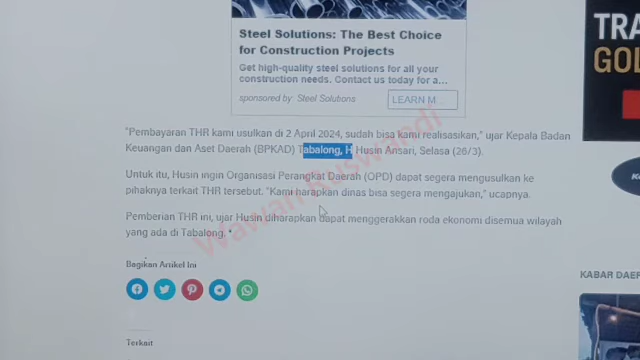 Steel Solutions: The Best Choice
for Construction Projects
Get high-quality steel solutions for all your
construction needs. Contact us today for a...
sponsored by Steel Solutions
LEARN M...
TRA
GOL
"Pembayaran THR kami usulkan di 2 April 2024, sudah bisa kami realisasikan," ujar Kepala Badan
Keuangan dan Aset Daerah (BPKAD) Tabalong, H Husin Ansari, Selasa (26/3).
Untuk itu, Husin ingin Organisasi Perangkat Daerah (OPD) dapat segera mengusulkan ke
pihaknya terkait THR tersebut. "Kami harapkan dinas bisa segera mengajukan," ucapnya.
Pemberian THR ini, ujar Husin diharapkan dapat menggerakkan roda ekonomi disemua wilayah
yang ada di Tabalong. *
Wawan Kuswandi
Bagikan Artikel Ini
KABAR DAER
Terkait